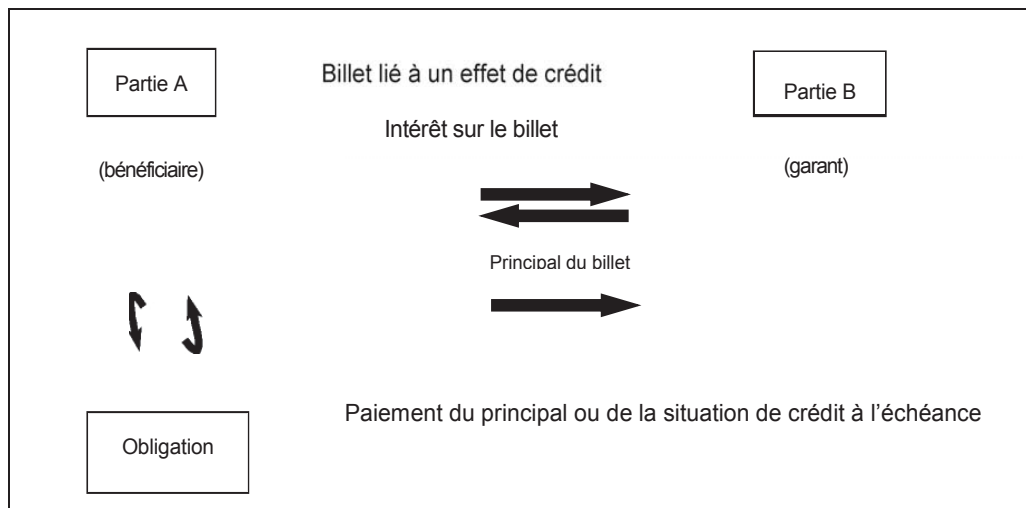 Partie A
Billet lié à un effet de crédit
Partie B
Intérêt sur le billet
(bénéficiaire)
(garant)
Principal du billet
Paiement du principal ou de la situation de crédit à l’échéance
Obligation